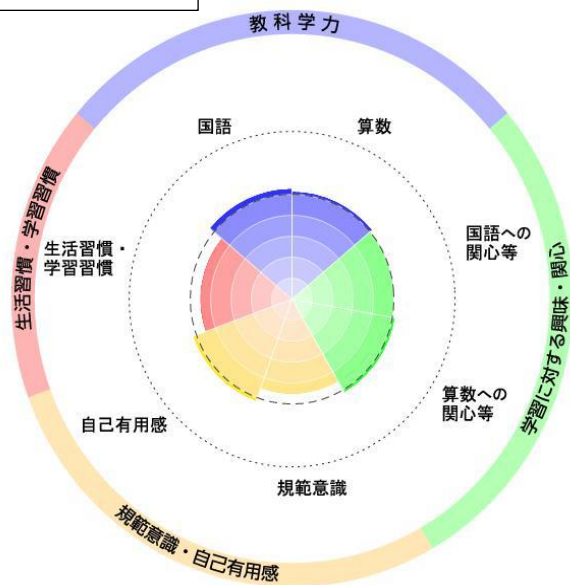 教科学力
国語
算数
生活習慣・学習習慣
生活習慣・
学習習慣
国語への
関心等
学習に対する興味・関心
算数への
関心等
自己有用感
規範意識
規範意識・自己有用感